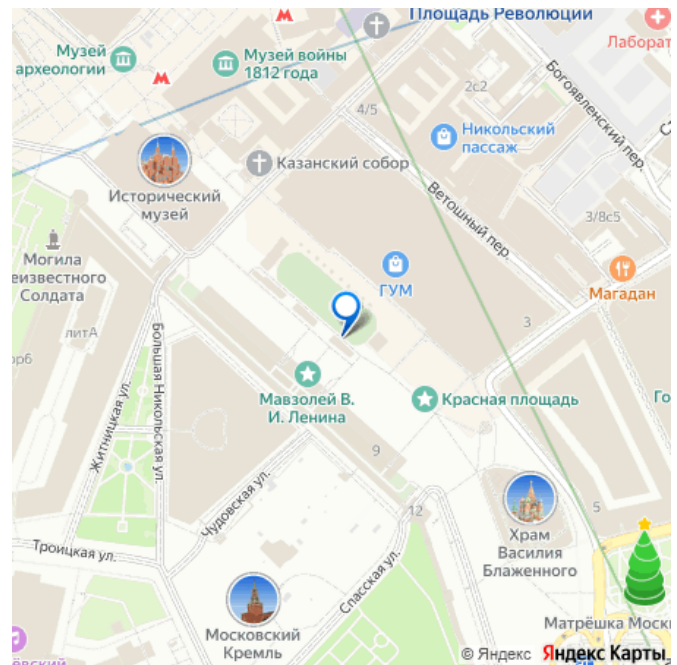 Площадь Революции
Лаборат
Музей
археологии
Музей войны
1812 года
4/5
2с2
Богоявленский пер.
Никольский
пассаж
Казанский собор
Исторический
музей
Ветошный пер.
3/8с5
Могила
еизвестного
Солдата
ГУМ
Магадан
литА
3
Большая Никольская ул.
Житницкая ул.
Мавзолей В.
И. Ленина
Красная площадь
Го
9
Чудовская ул.
12
5
Храм
Василия
Блаженного
Троицкая ул.
Спасская ул.
Матрёшка Моск
Московский
Кремль
ёвский
© Яндекс Яндекс Карты